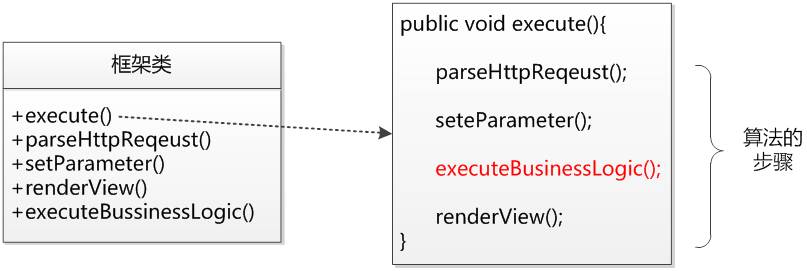 框架类
+execute()
+parseHttpReqeust()
+setParameter()
+renderView()
+executeBussinessLogic()
public void execute(){
parseHttpReqeust();
seteParameter();
executeBusinessLogic();
renderView();
}
算法的
步骤